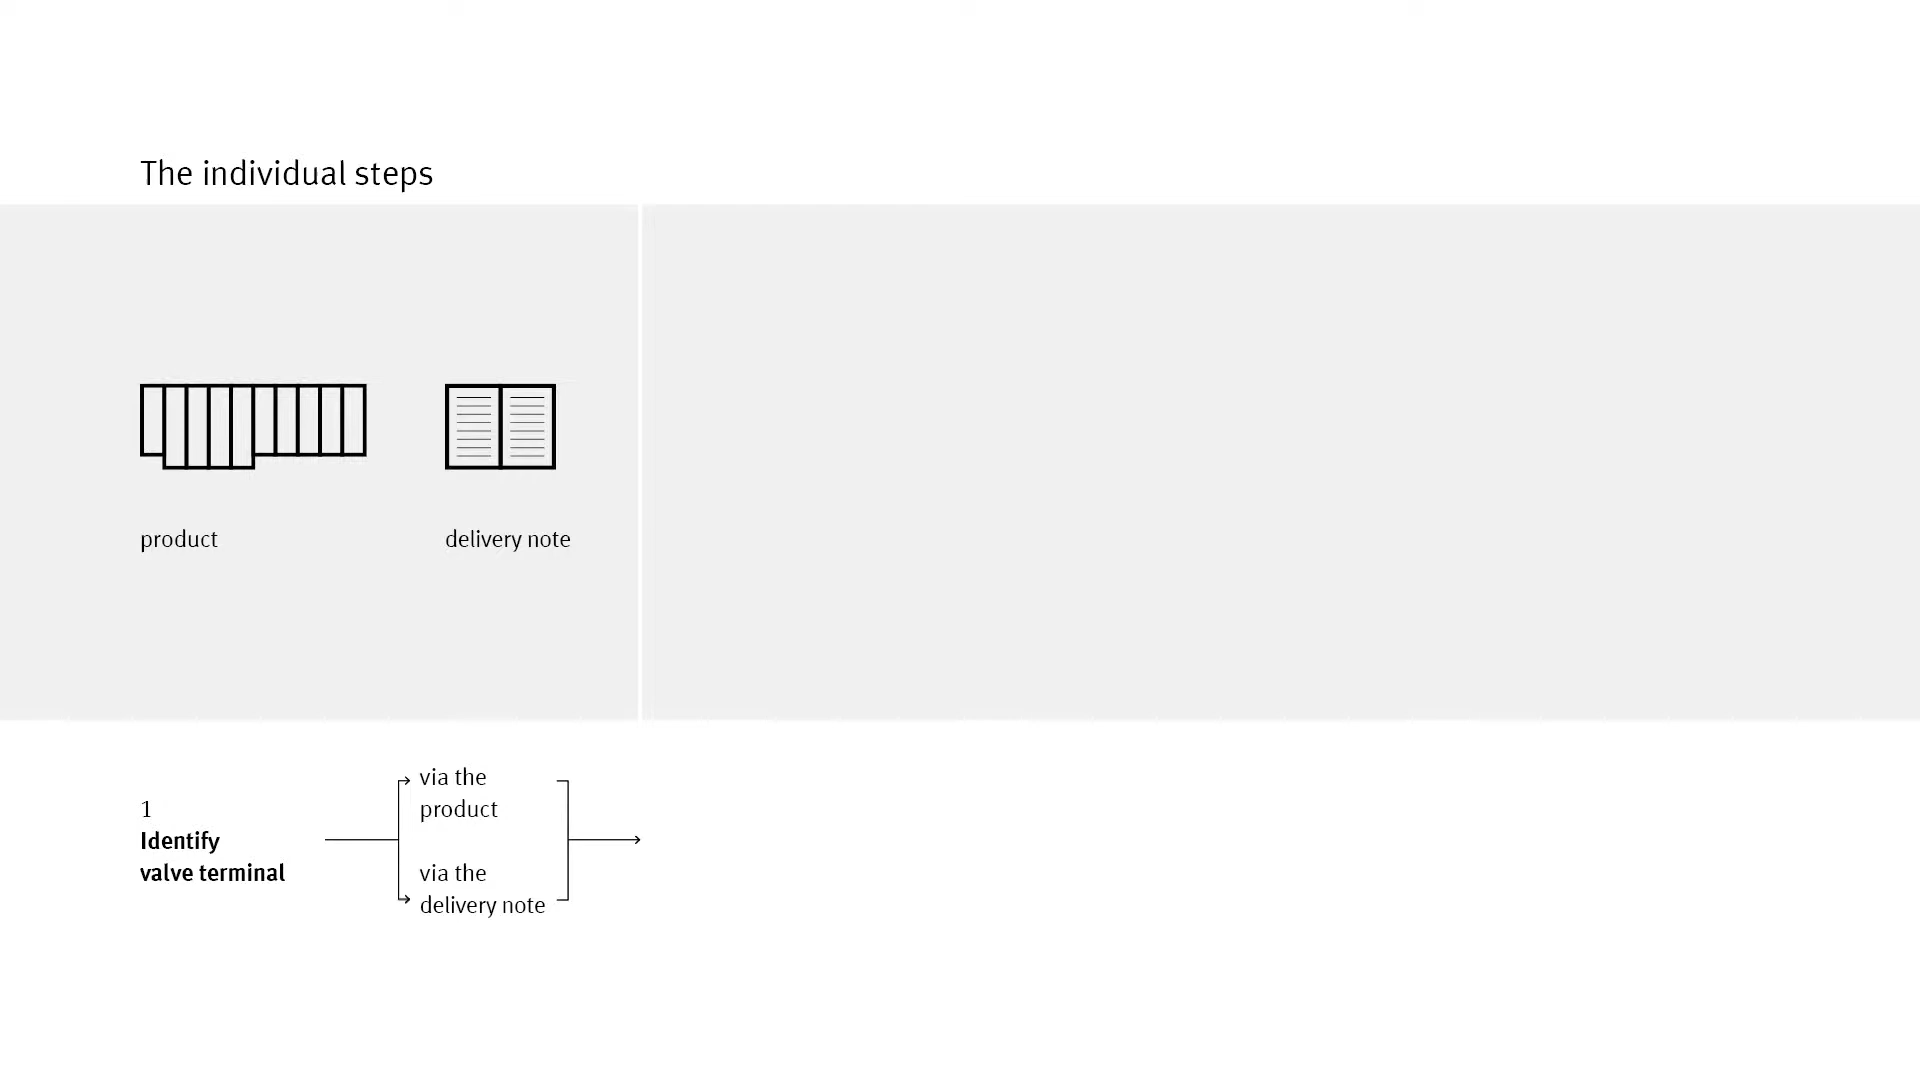 The individual steps
product
delivery note
1
Identify
valve terminal
via the
product
via the
delivery note